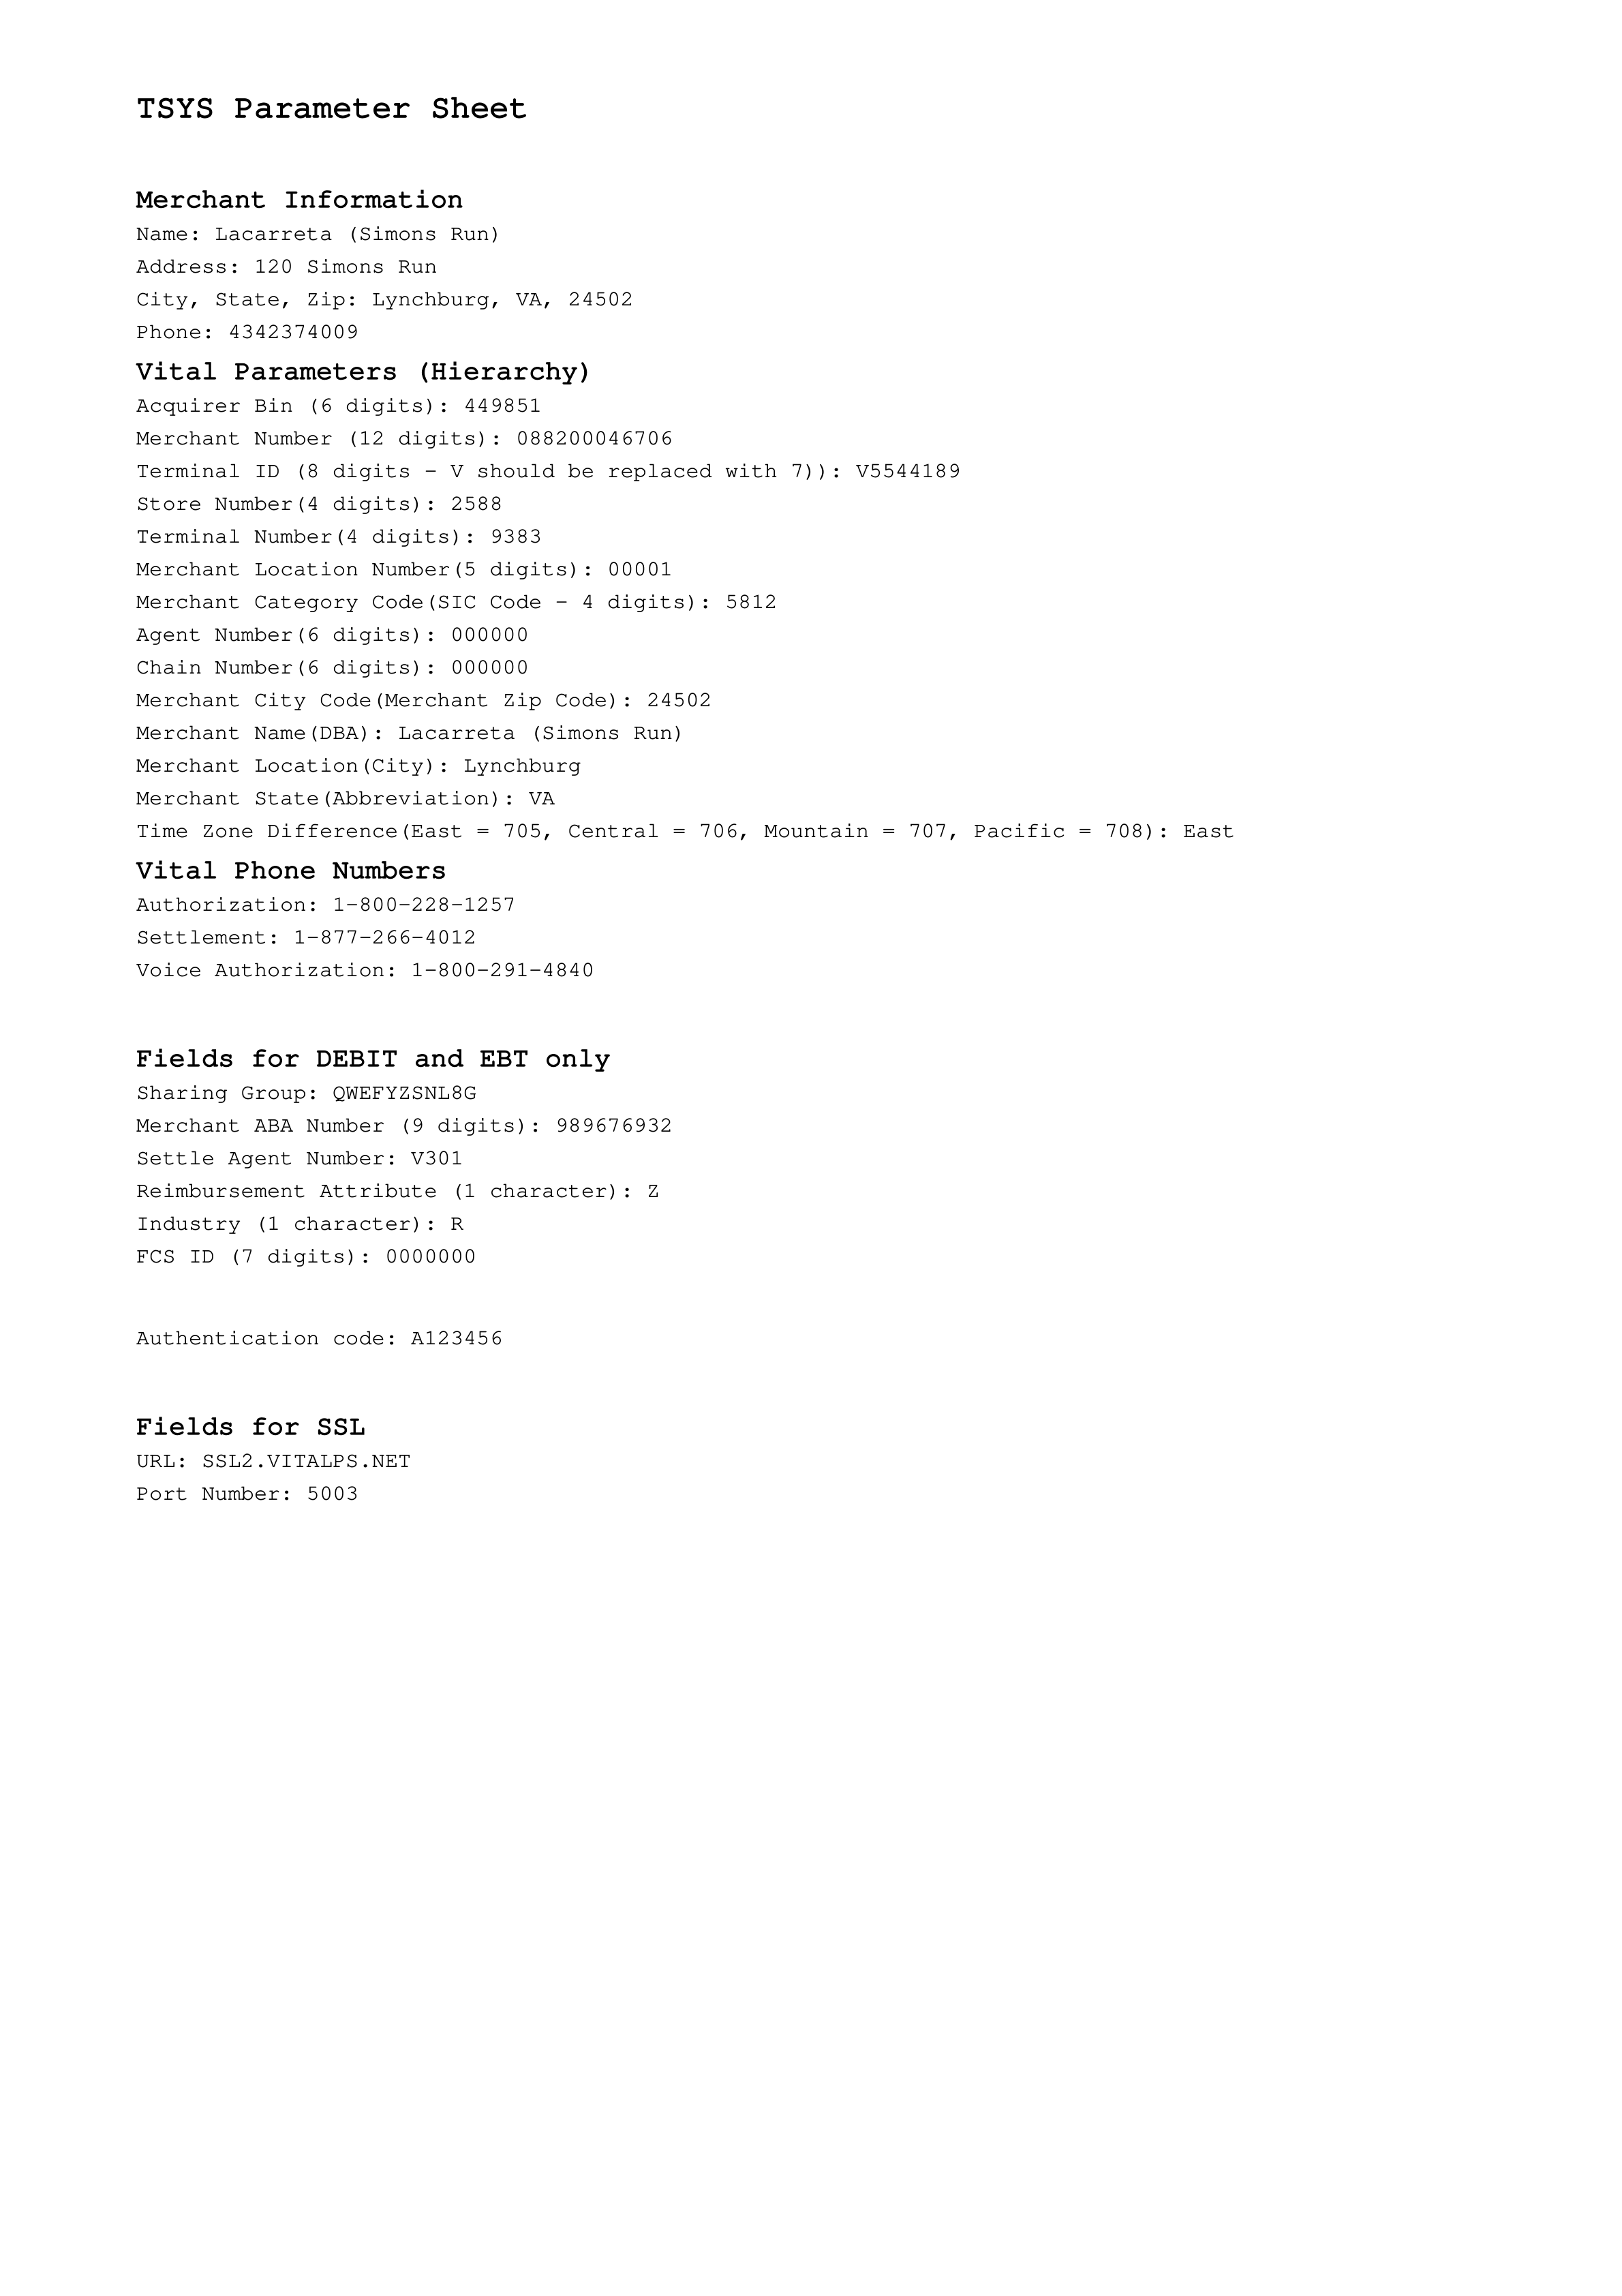 TSYS Parameter Sheet
Merchant Information
Name: Lacarreta (Simons Run)
Address: 120 Simons Run
City, State, Zip: Lynchburg, VA, 24502
Phone: 4342374009
Vital Parameters (Hierarchy)
Acquirer Bin (6 digits): 449851
Merchant Number (12 digits): 088200046706
Terminal ID (8 digits - V should be replaced with 7)): V5544189
Store Number(4 digits): 2588
Terminal Number(4 digits): 9383
Merchant Location Number(5 digits): 00001
Merchant Category Code(SIC Code - 4 digits): 5812
Agent Number(6 digits): 000000
Chain Number(6 digits): 000000
Merchant City Code(Merchant Zip Code): 24502
Merchant Name(DBA): Lacarreta (Simons Run)
Merchant Location(City): Lynchburg
Merchant State(Abbreviation): VA
Time Zone Difference(East = 705, Central = 706, Mountain = 707, Pacific = 708): East
Vital Phone Numbers
Authorization: 1-800-228-1257
Settlement: 1-877-266-4012
Voice Authorization: 1-800-291-4840
Fields for DEBIT and EBT only
Sharing Group: QWEFYZSNL8G
Merchant ABA Number (9 digits): 989676932
Settle Agent Number: V301
Reimbursement Attribute (1 character): Z
Industry (1 character): R
FCS ID (7 digits): 0000000
Authentication code: A123456
Fields for SSL
URL: SSL2.VITALPS.NET
Port Number: 5003